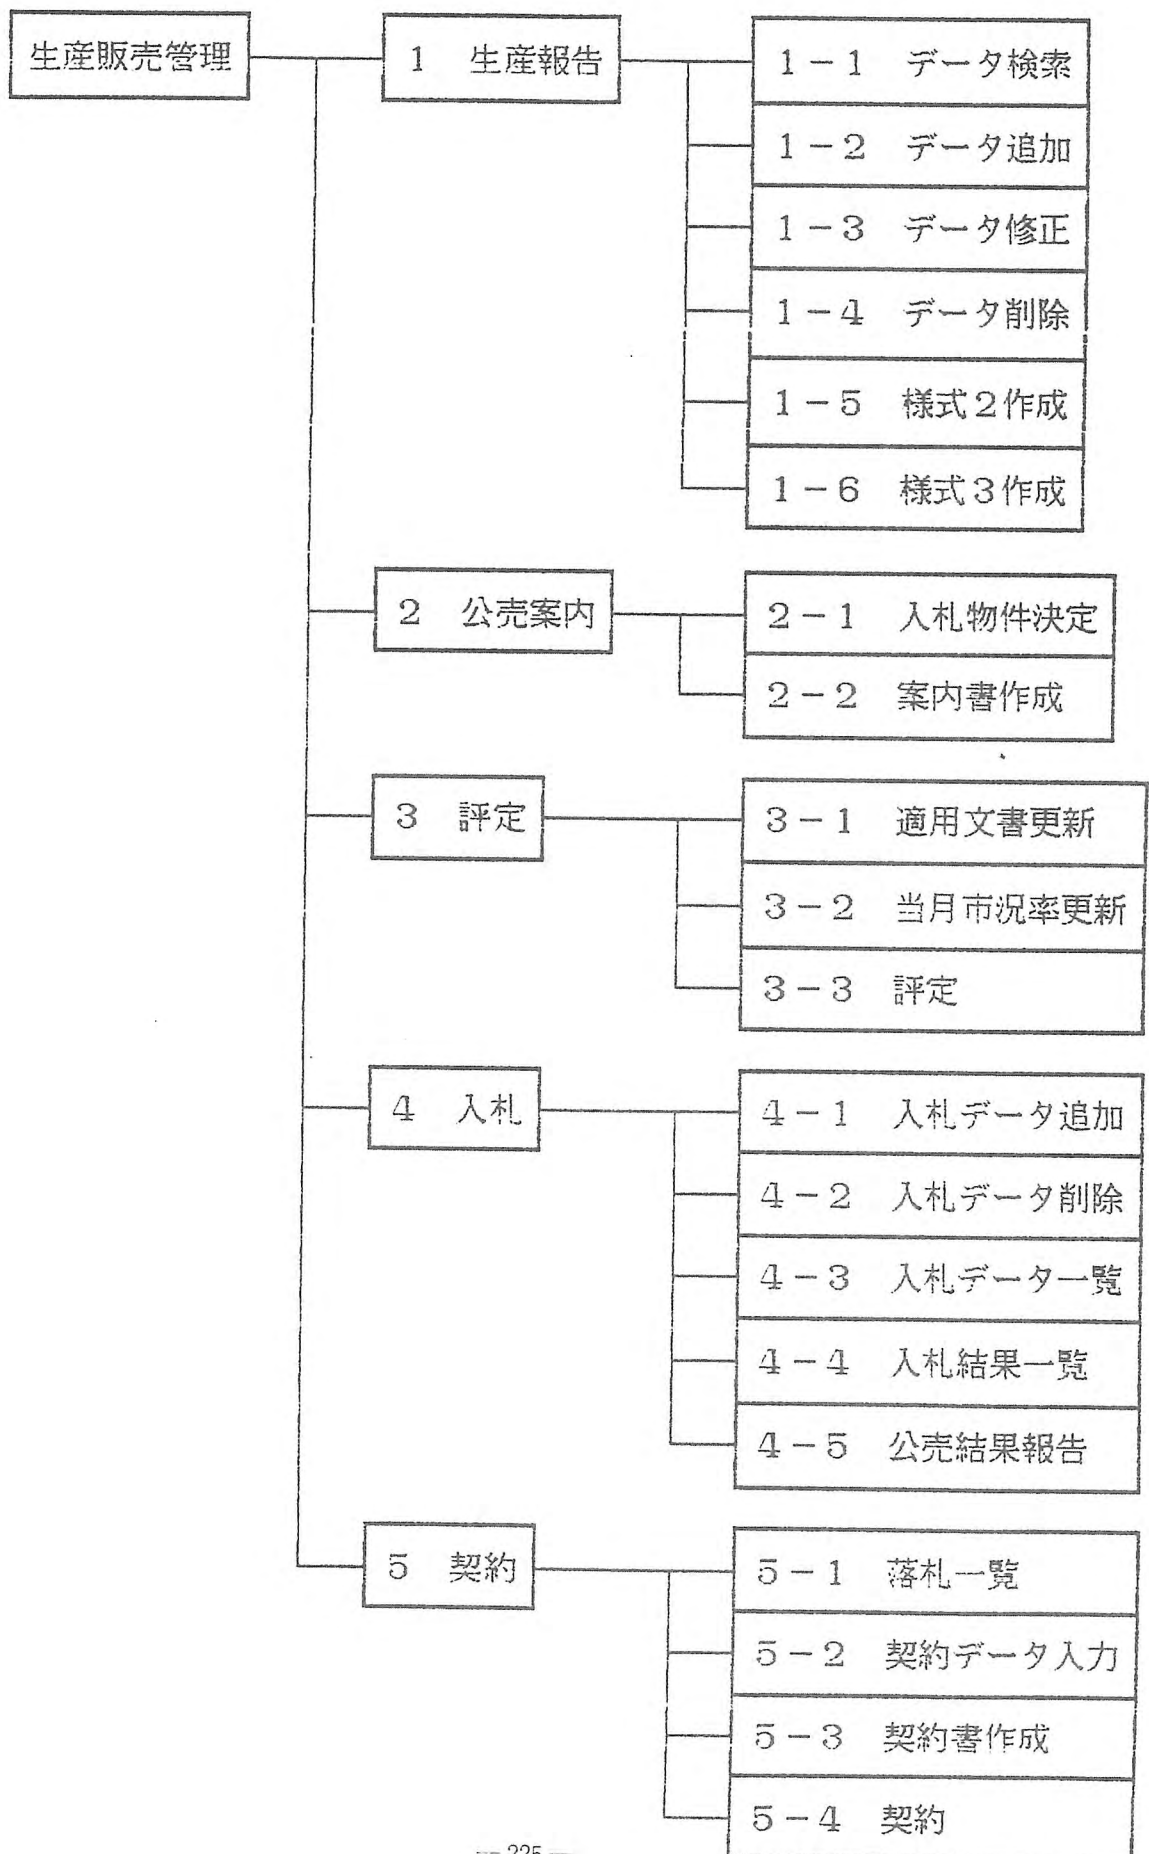 生産販売管理
1 生産報告
1-1 データ検索
1-2 データ追加
1-3 データ修正
1-4 データ削除
1-5 様式2作成
1-6 様式3作成
2 公売案内
2-1 入札物件決定
2-2 案内書作成
3 評定
3-1 適用文書更新
3-2 当月市況率更新
3-3 評定
4 入札
4-1 入札データ追加
4-2 入札データ削除
4-3 入札データ一覧
4-4 入札結果一覧
4-5 公売結果報告
5 契約
5-1 落札一覧
5-2 契約データ入力
5-3 契約書作成
5-4 契約
— 225 —